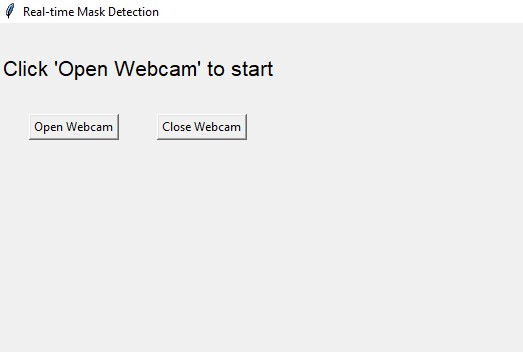 Real-time Mask Detection
Click 'Open Webcam' to start
Open Webcam Close Webcam